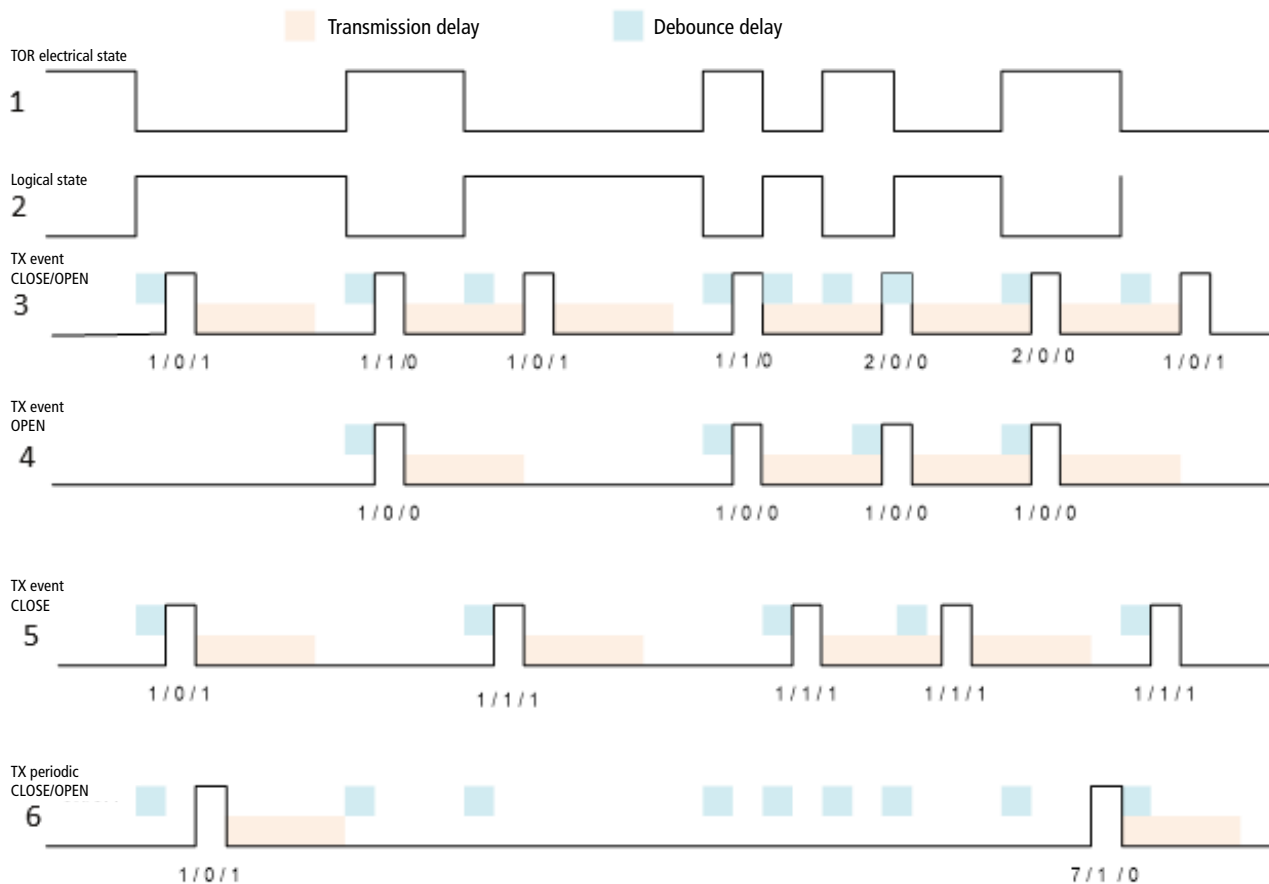 Transmission delay
Debounce delay
TOR electrical state
1
Logical state
2
TX event
CLOSE/OPEN
3
1 / 0 / 1
1 / 1 /0
1 / 0 / 1
1 / 1 /0
2 / 0 / 0
2 / 0 / 0
1 / 0 / 1
TX event
OPEN
4
1 / 0 / 0
1 / 0 / 0
1 / 0 / 0
1 / 0 / 0
TX event
CLOSE
5
1 / 0 / 1
1 / 1 / 1
1 / 1 / 1
1 / 1 / 1
1 / 1 / 1
TX periodic
CLOSE/OPEN
6
1 / 0 / 1
7 / 1 / 0